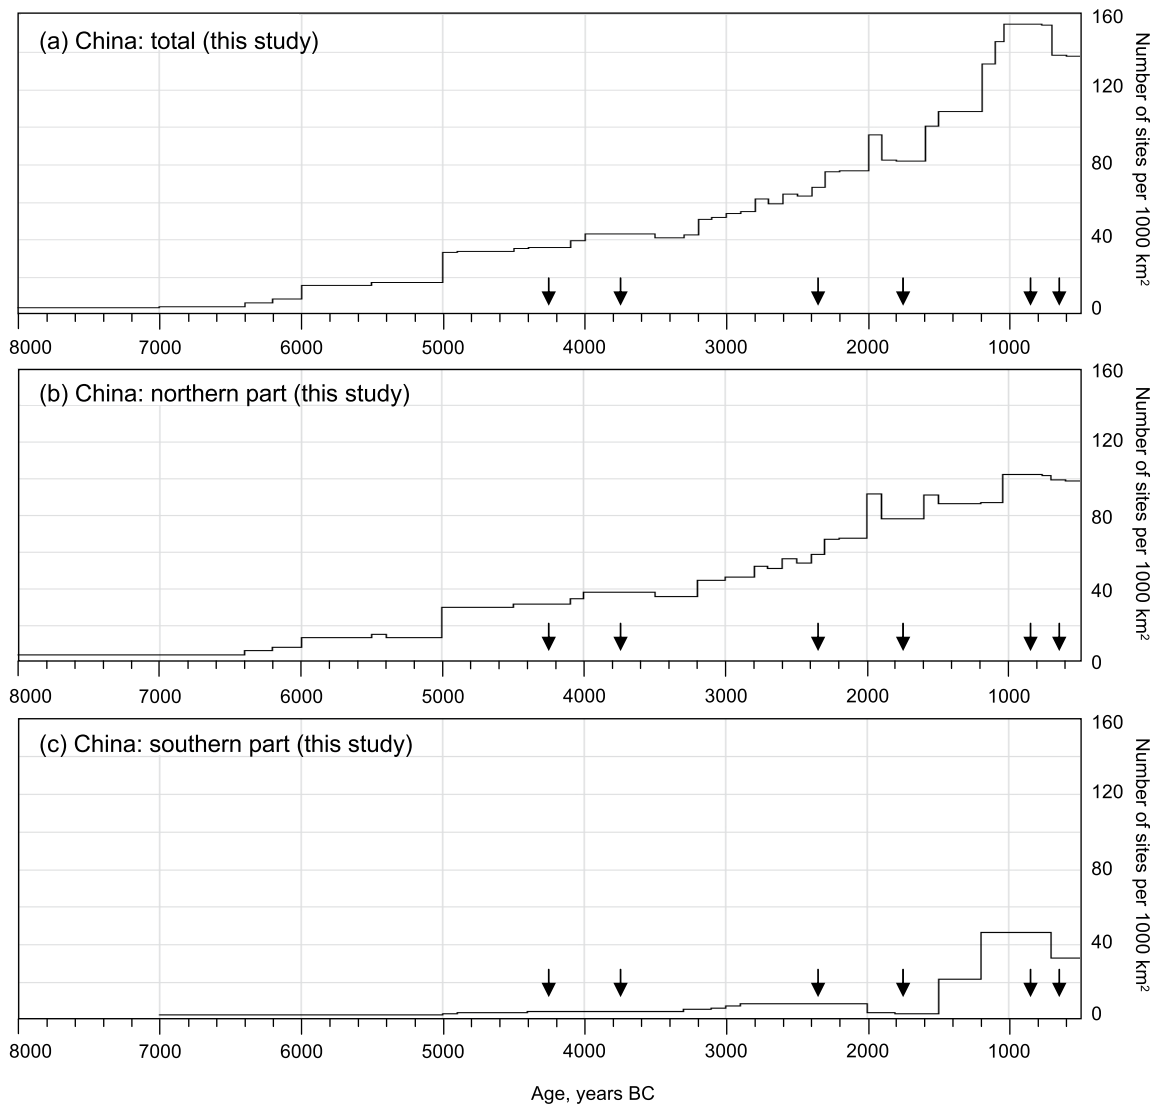 (a) China: total (this study)
160
120
80
40
0
Number of sites per 1000 km²
8000 7000 6000 5000 4000 3000 2000 1000
(b) China: northern part (this study)
160
120
80
40
0
Number of sites per 1000 km²
8000 7000 6000 5000 4000 3000 2000 1000
(c) China: southern part (this study)
160
120
80
40
0
Number of sites per 1000 km²
8000 7000 6000 5000 4000 3000 2000 1000
Age, years BC